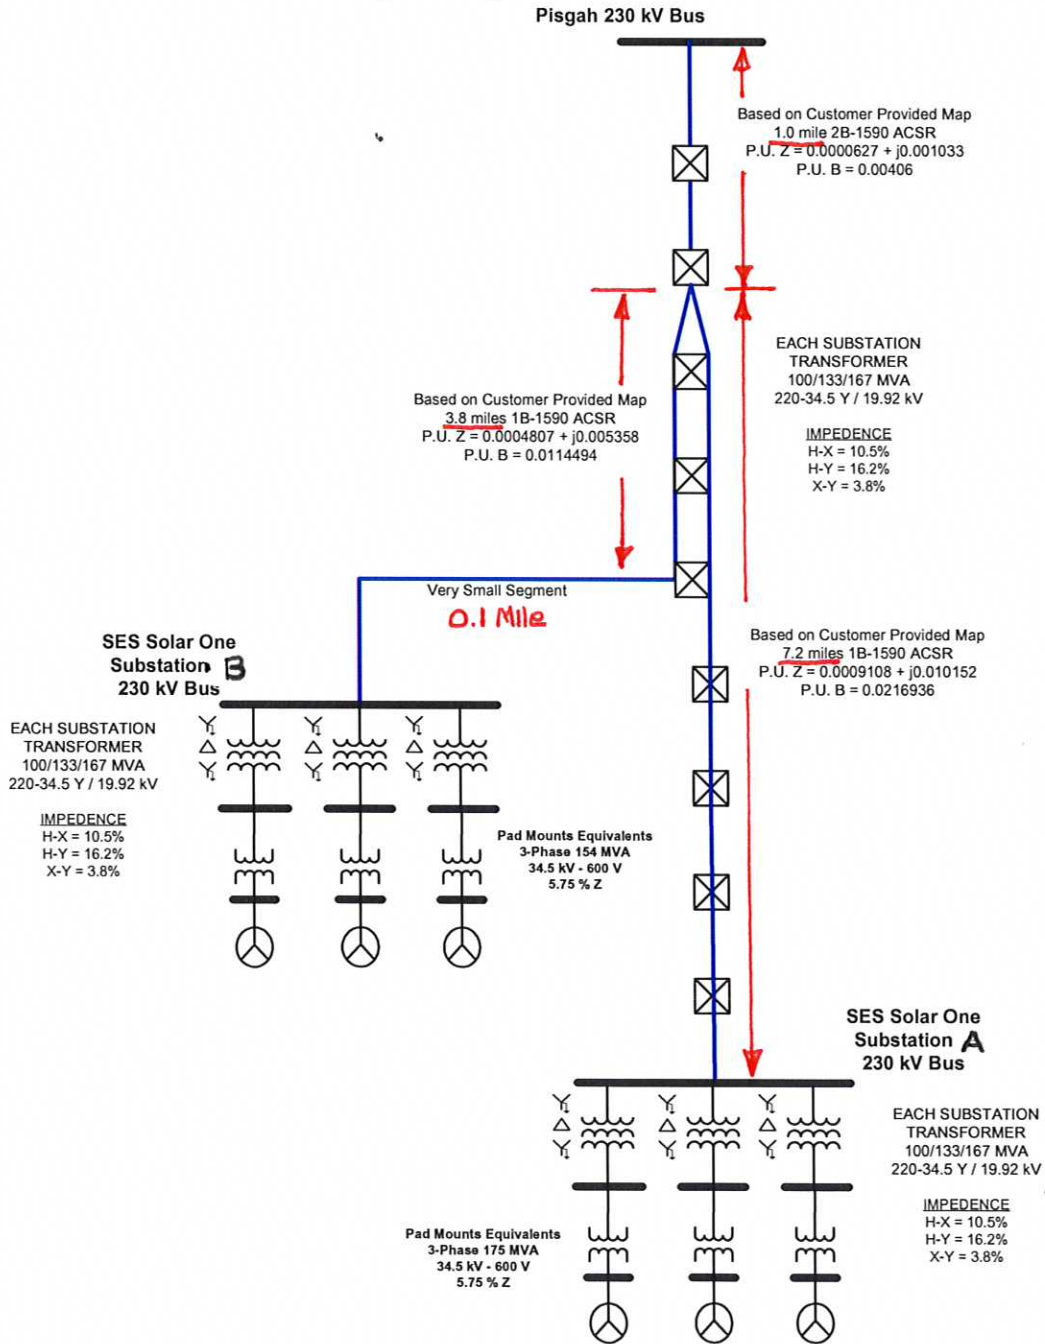 Pisgah 230 kV Bus
Based on Customer Provided Map
1.0 mile 2B-1590 ACSR
P.U. Z = 0.0000627 + j0.001033
P.U. B = 0.00406
EACH SUBSTATION
TRANSFORMER
100/133/167 MVA
220-34.5 Y / 19.92 kV
IMPEDENCE
H-X = 10.5%
H-Y = 16.2%
X-Y = 3.8%
Based on Customer Provided Map
3.8 miles 1B-1590 ACSR
P.U. Z = 0.0004807 + j0.005358
P.U. B = 0.0114494
Very Small Segment
0.1 Mile
Based on Customer Provided Map
7.2 miles 1B-1590 ACSR
P.U. Z = 0.0009108 + j0.010152
P.U. B = 0.0216936
SES Solar One
Substation B
230 kV Bus
EACH SUBSTATION
TRANSFORMER
100/133/167 MVA
220-34.5 Y / 19.92 kV
IMPEDENCE
H-X = 10.5%
H-Y = 16.2%
X-Y = 3.8%
Pad Mounts Equivalents
3-Phase 154 MVA
34.5 kV - 600 V
5.75 % Z
SES Solar One
Substation A
230 kV Bus
EACH SUBSTATION
TRANSFORMER
100/133/167 MVA
220-34.5 Y / 19.92 kV
IMPEDENCE
H-X = 10.5%
H-Y = 16.2%
X-Y = 3.8%
Pad Mounts Equivalents
3-Phase 175 MVA
34.5 kV - 600 V
5.75 % Z